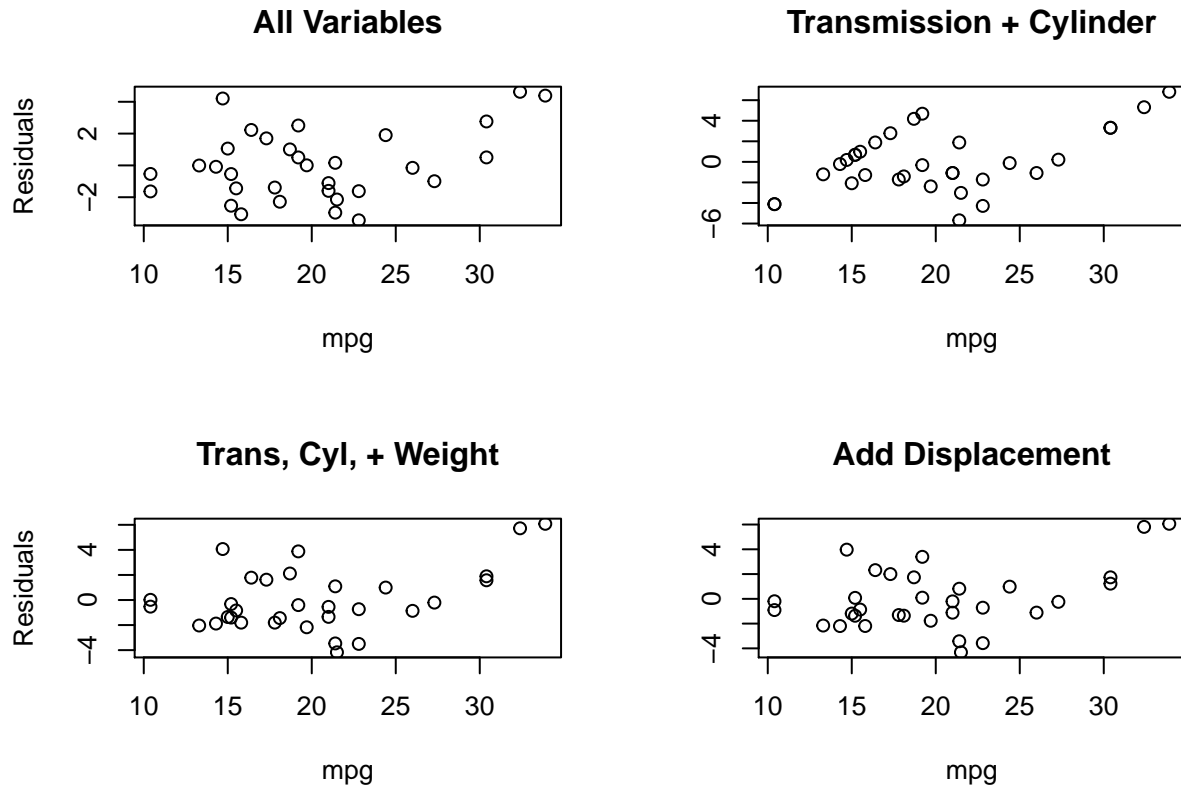 All Variables
Residuals
2
−2
10 15 20 25 30
mpg
Transmission + Cylinder
4
0
−6
10 15 20 25 30
mpg
Trans, Cyl, + Weight
Residuals
4
0
−4
10 15 20 25 30
mpg
Add Displacement
4
0
−4
10 15 20 25 30
mpg